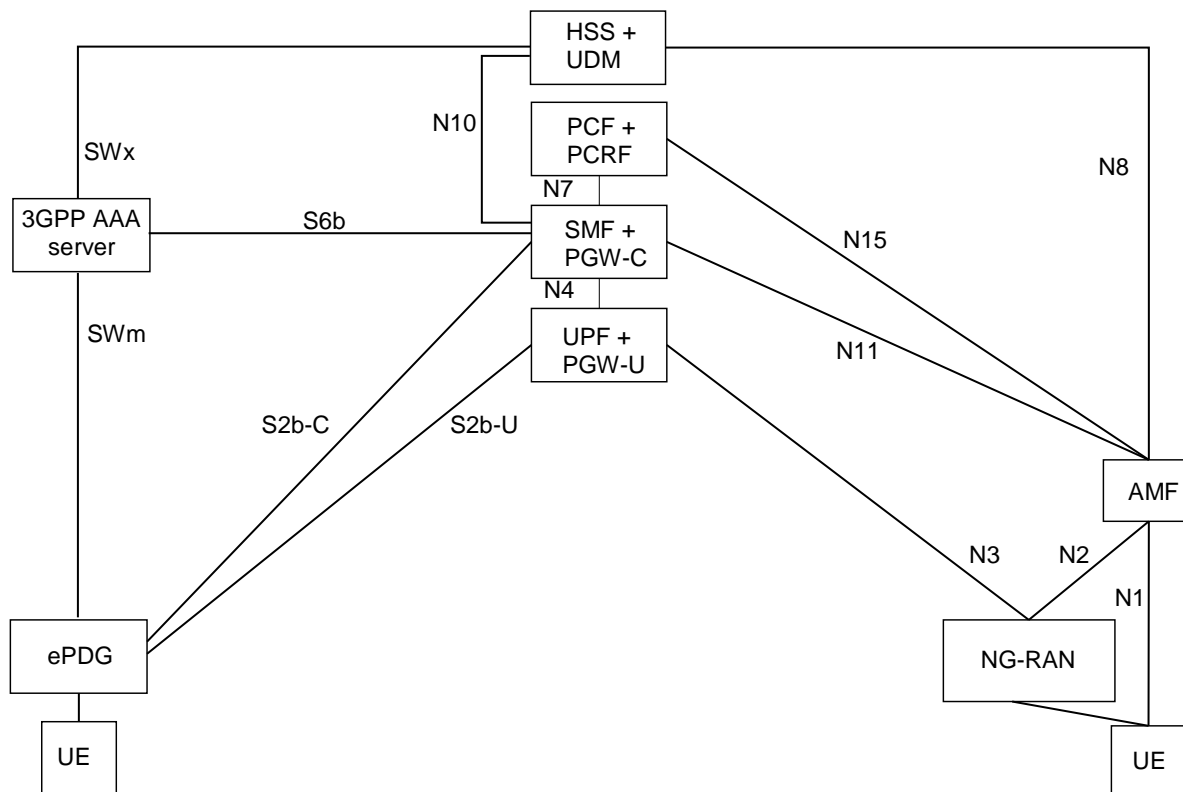 HSS +
UDM
N10
PCF +
PCRF
SWx
N8
N7
3GPP AAA
server
S6b
SMF +
PGW-C
N15
N4
SWm
UPF +
PGW-U
N11
S2b-C
S2b-U
AMF
N3
N2
N1
ePDG
NG-RAN
UE
UE